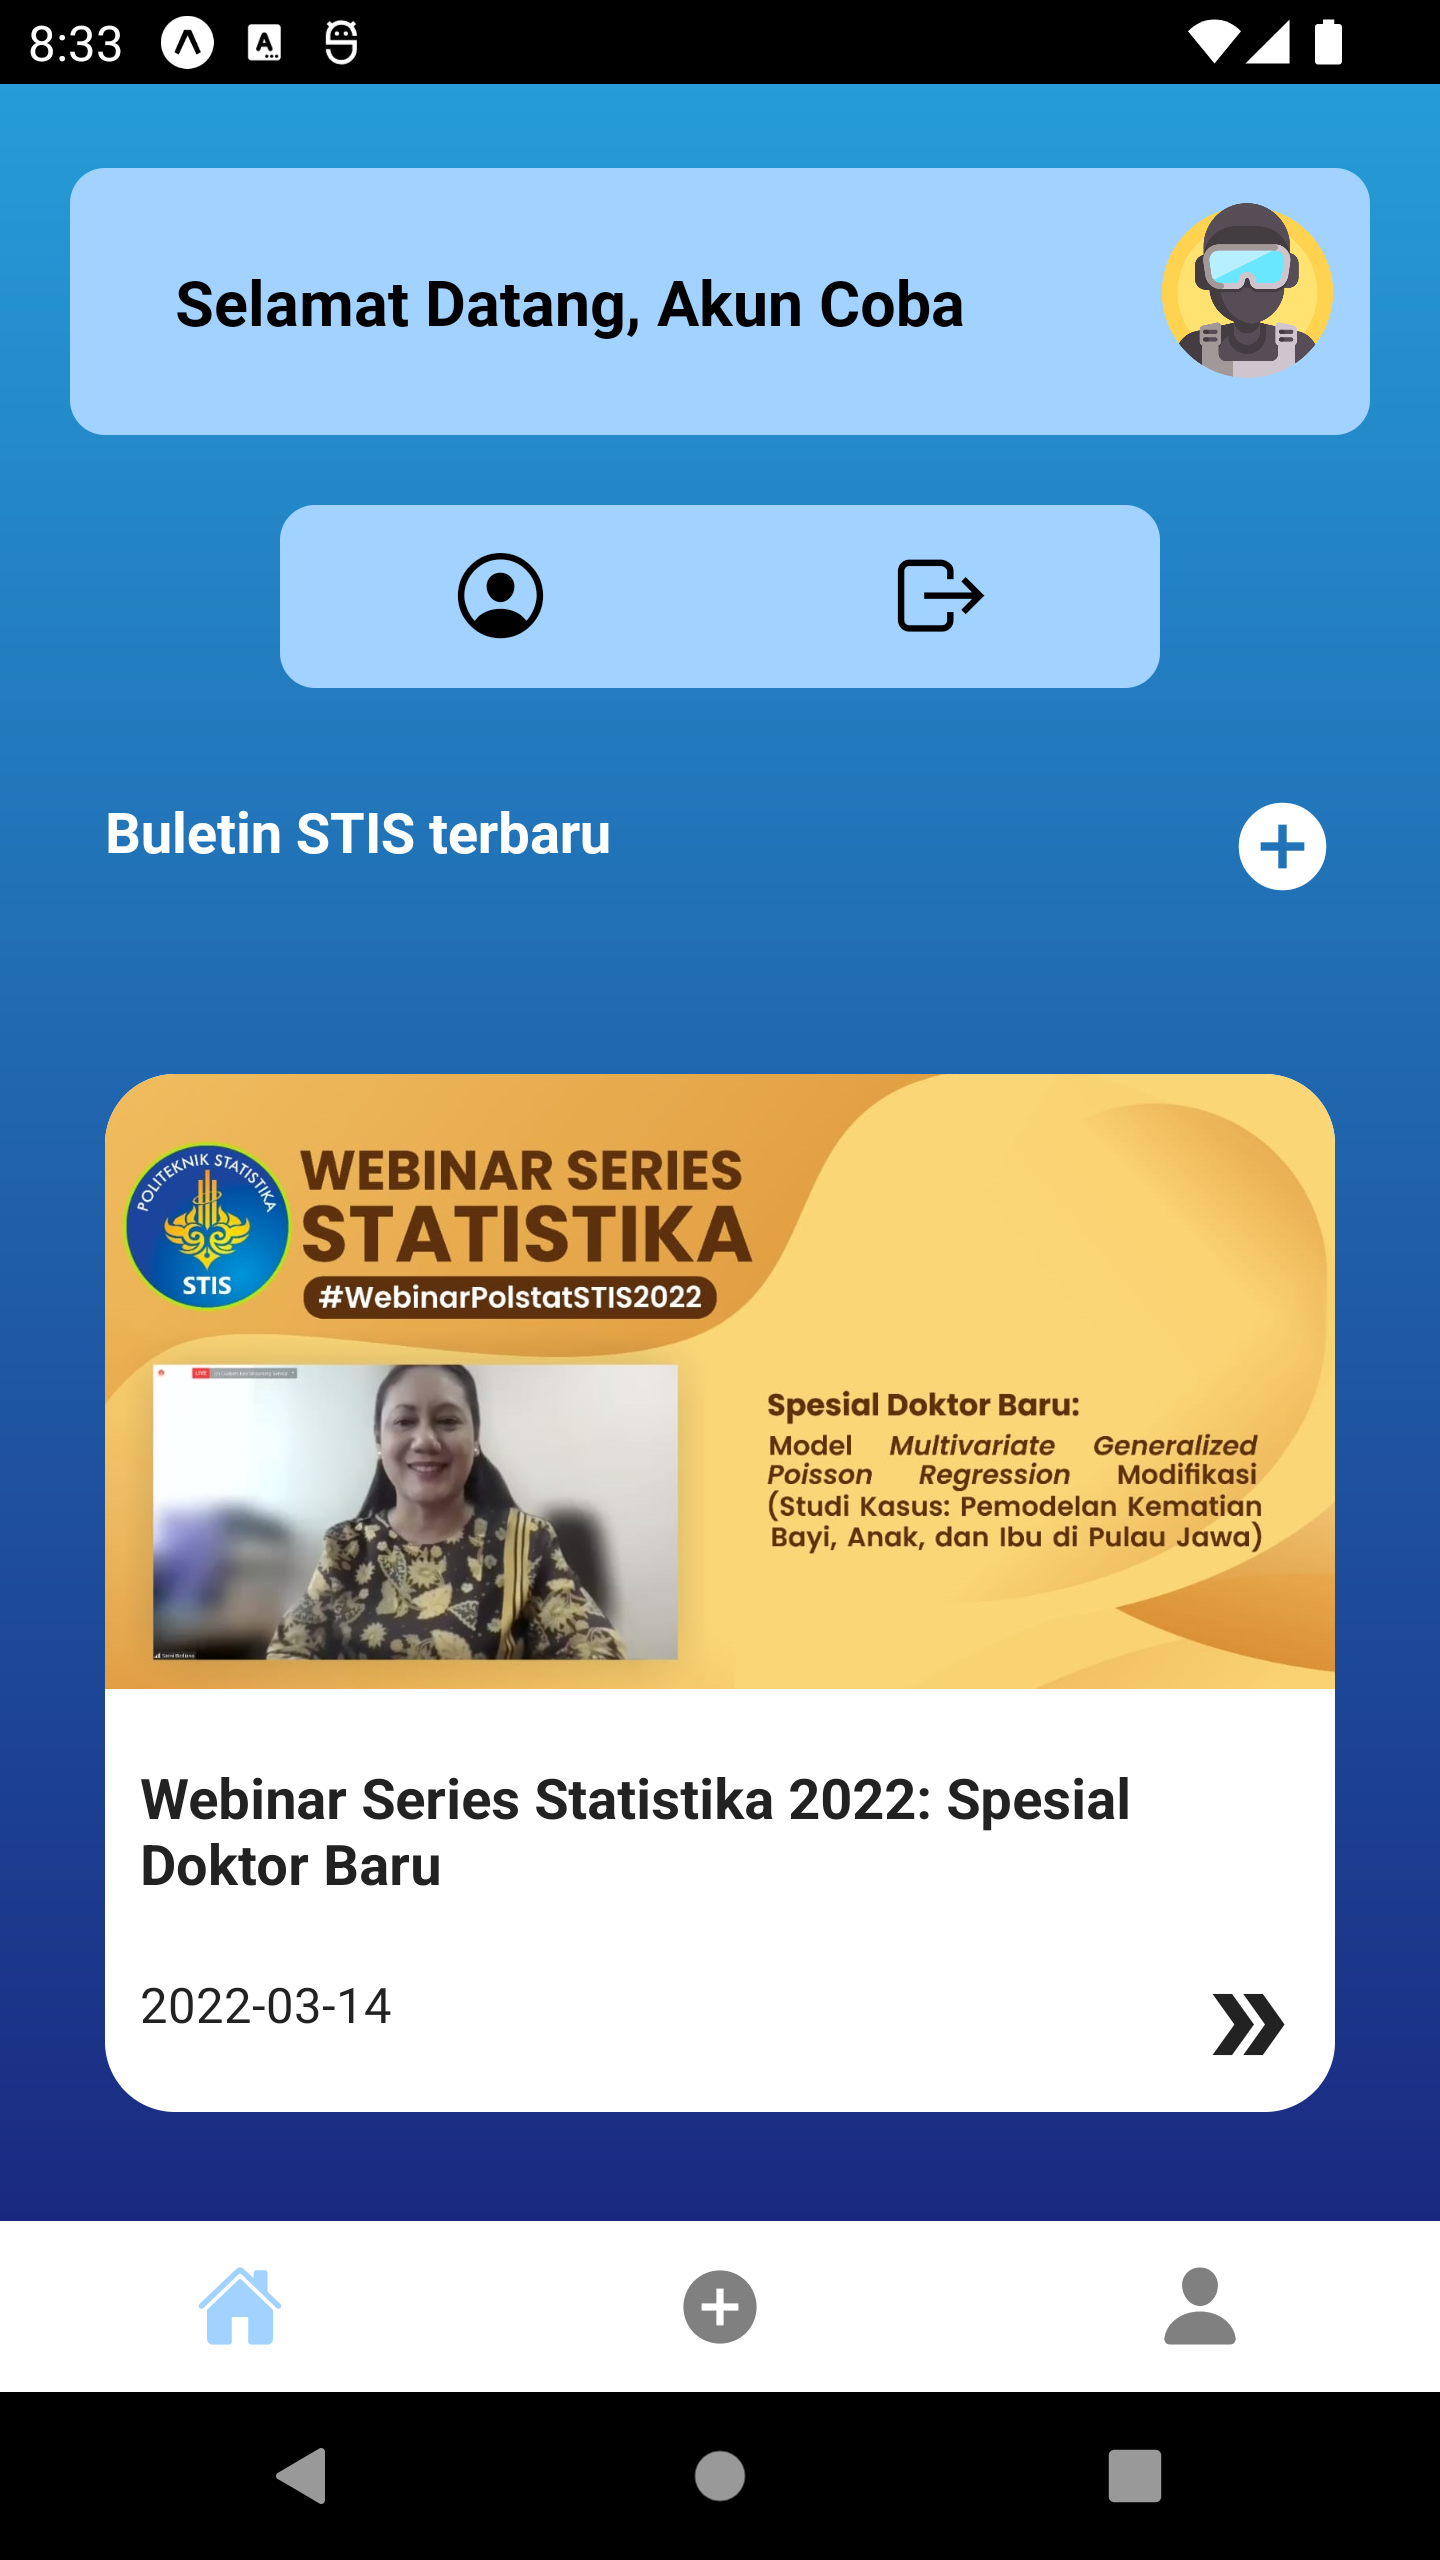 8:33
Selamat Datang, Akun Coba
Buletin STIS terbaru
POLITEKNIK STATISTIKA
STIS
WEBINAR SERIES
STATISTIKA
#WebinarPolstatSTIS2022
LIVE
Spesial Doktor Baru:
Model Multivariate Generalized
Poisson Regression Modifikasi
(Studi Kasus: Pemodelan Kematian
Bayi, Anak, dan Ibu di Pulau Jawa)
Webinar Series Statistika 2022: Spesial
Doktor Baru
2022-03-14